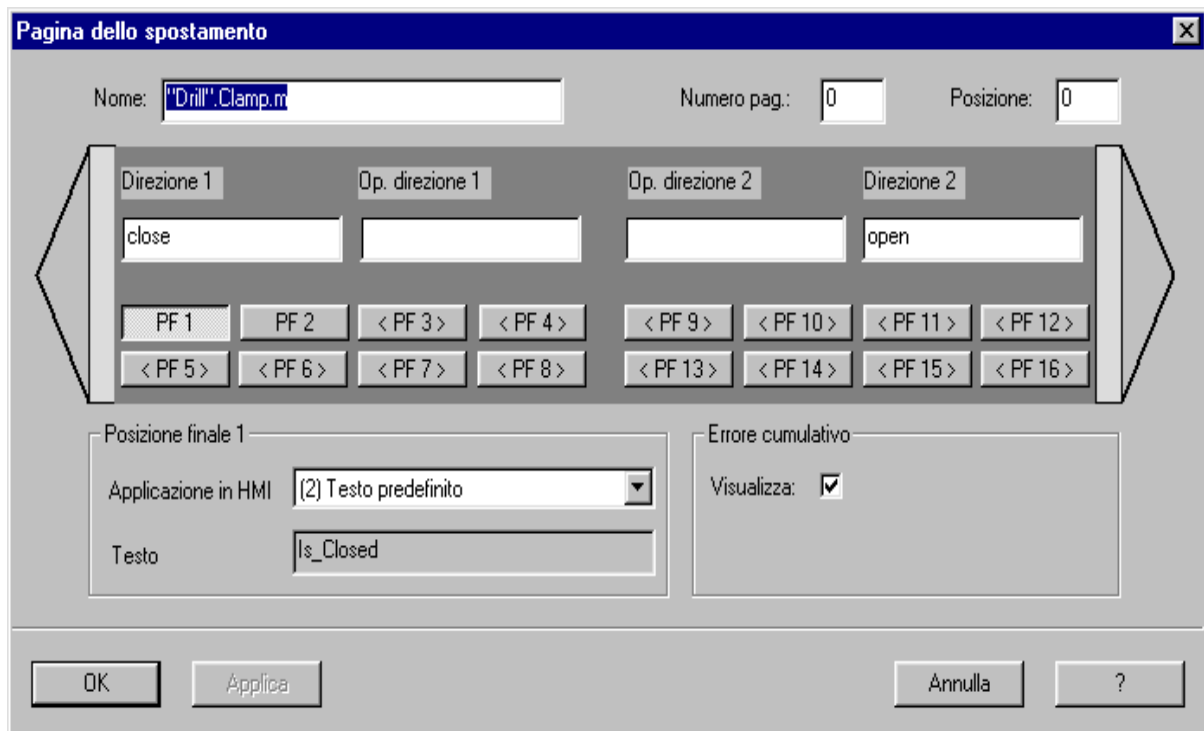 Pagina dello spostamento
Nome: "Drill".Clamp.m Numero pag.: 0 Posizione: 0
Direzione 1 Op. direzione 1 Op. direzione 2 Direzione 2
close open
PF 1 PF 2 < PF 3 > < PF 4 > < PF 9 > < PF 10 > < PF 11 > < PF 12 >
< PF 5 > < PF 6 > < PF 7 > < PF 8 > < PF 13 > < PF 14 > < PF 15 > < PF 16 >
Posizione finale 1 Errore cumulativo
Applicazione in HMI (2) Testo predefinito Visualizza:
Testo Is_Closed
OK Applica Annulla ?